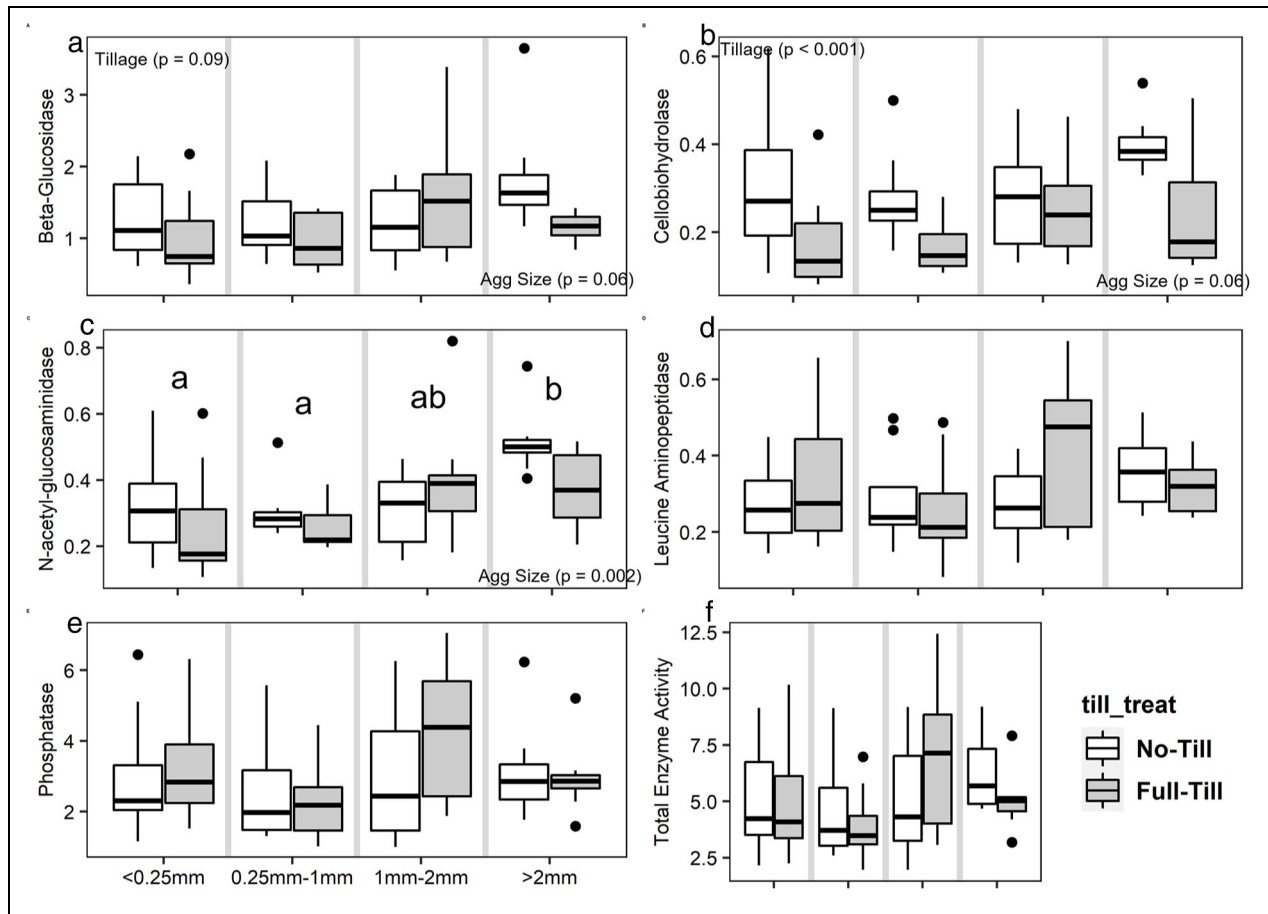 A
a
Tillage (p = 0.09)
Beta-Glucosidase
3
2
1
Agg Size (p = 0.06)
B
b
Tillage (p < 0.001)
Cellobiohydrolase
0.6
0.4
0.2
Agg Size (p = 0.06)
C
c
N-acetyl-glucosaminidase
0.8
0.6
0.4
0.2
a
a
ab
b
Agg Size (p = 0.002)
D
d
Leucine Aminopeptidase
0.6
0.4
0.2
E
e
Phosphatase
6
4
2
<0.25mm
0.25mm-1mm
1mm-2mm
>2mm
F
f
Total Enzyme Activity
12.5
10.0
7.5
5.0
2.5
till_treat
No-Till
Full-Till